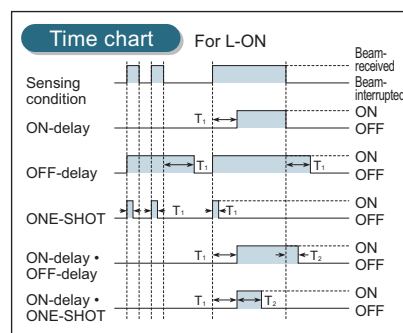 Time chart For L-ON
Sensing condition
Beam-received
Beam-interrupted
ON-delay
T₁
ON
OFF
OFF-delay
T₁
T₁
ON
OFF
ONE-SHOT
T₁
T₁
ON
OFF
ON-delay •
OFF-delay
T₁
T₂
ON
OFF
ON-delay •
ONE-SHOT
T₁
T₂
ON
OFF